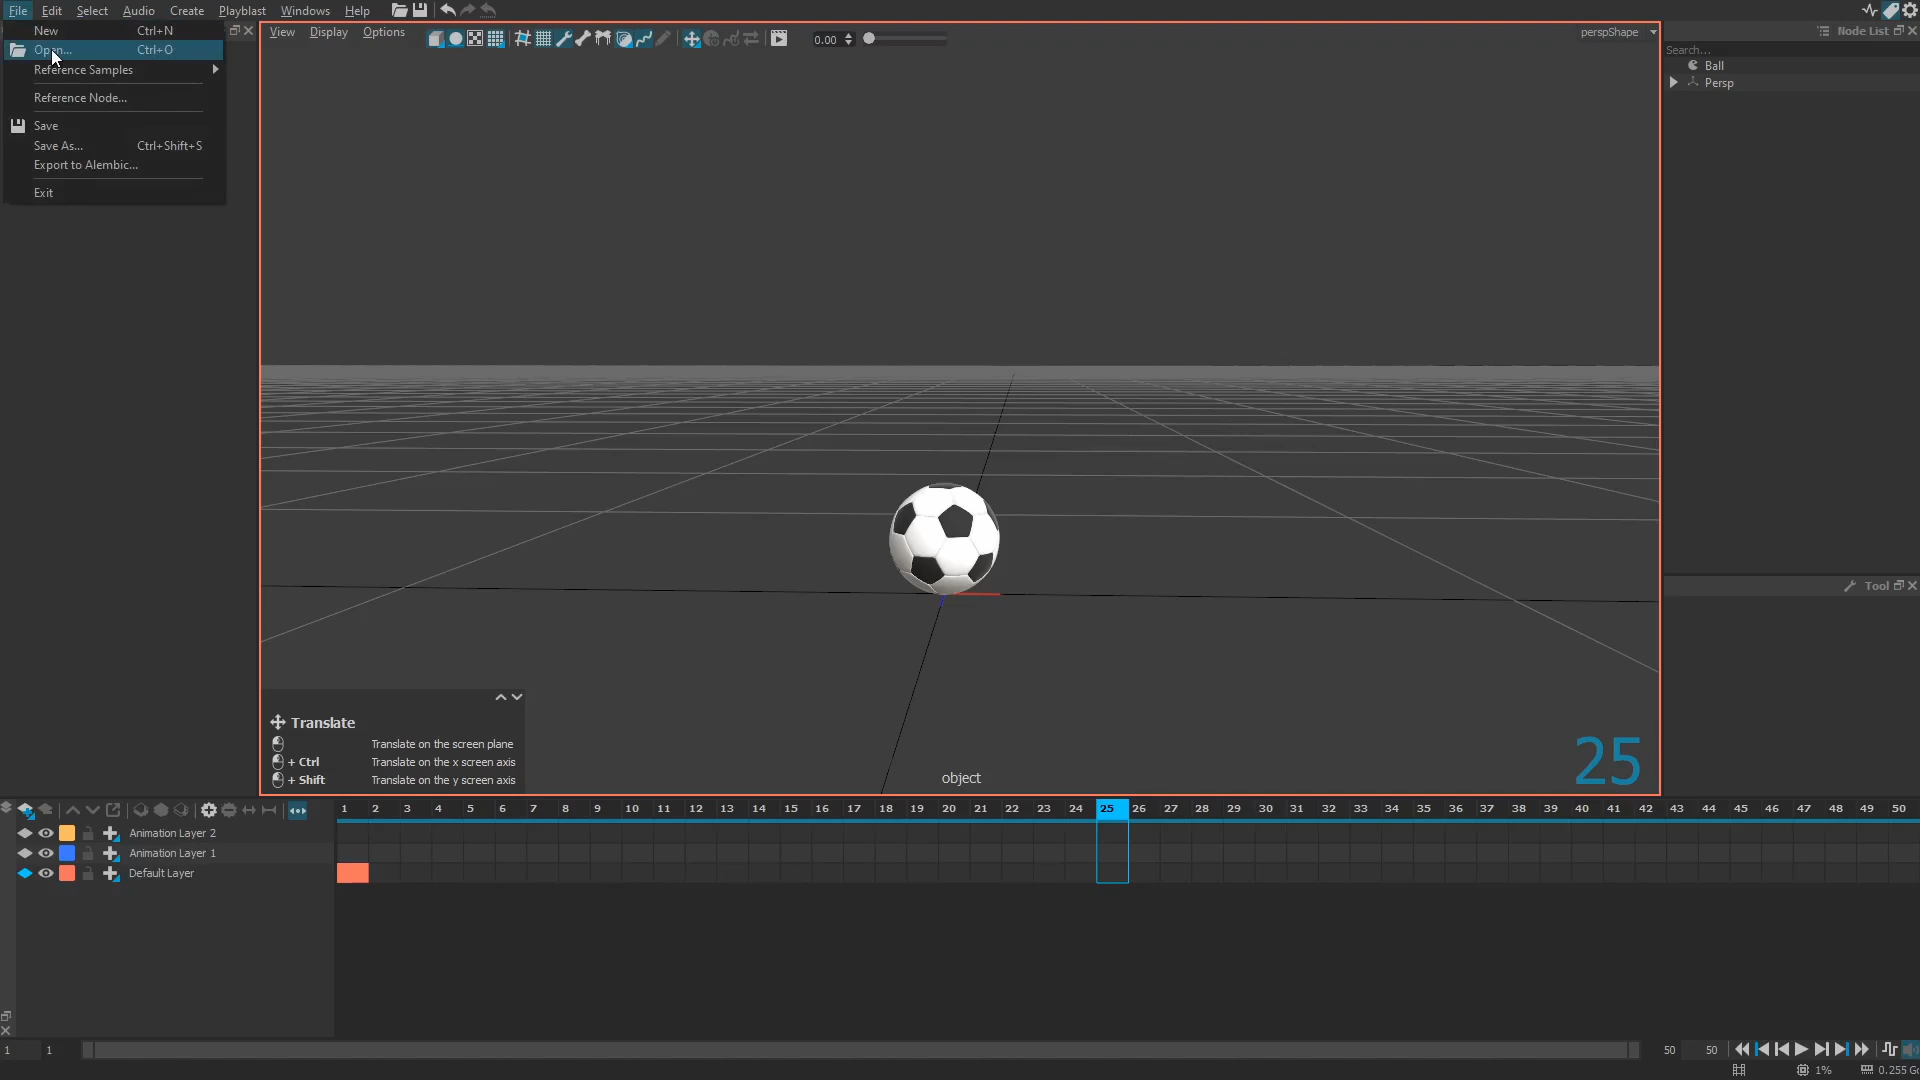 File Edit Select Audio Create Playblast Windows Help
New Ctrl+N
Open... Ctrl+O
Reference Samples
Reference Node...
Save
Save As... Ctrl+Shift+S
Export to Alembic...
Exit
View Display Options
0.00
perspShape
Node List
Search...
Ball
Persp
Tool
Translate
Translate on the screen plane
+ Ctrl Translate on the x screen axis
+ Shift Translate on the y screen axis
object
25
1 2 3 4 5 6 7 8 9 10 11 12 13 14 15 16 17 18 19 20 21 22 23 24 25 26 27 28 29 30 31 32 33 34 35 36 37 38 39 40 41 42 43 44 45 46 47 48 49 50
Animation Layer 2
Animation Layer 1
Default Layer
1 1 50 50
1% 0.255 G